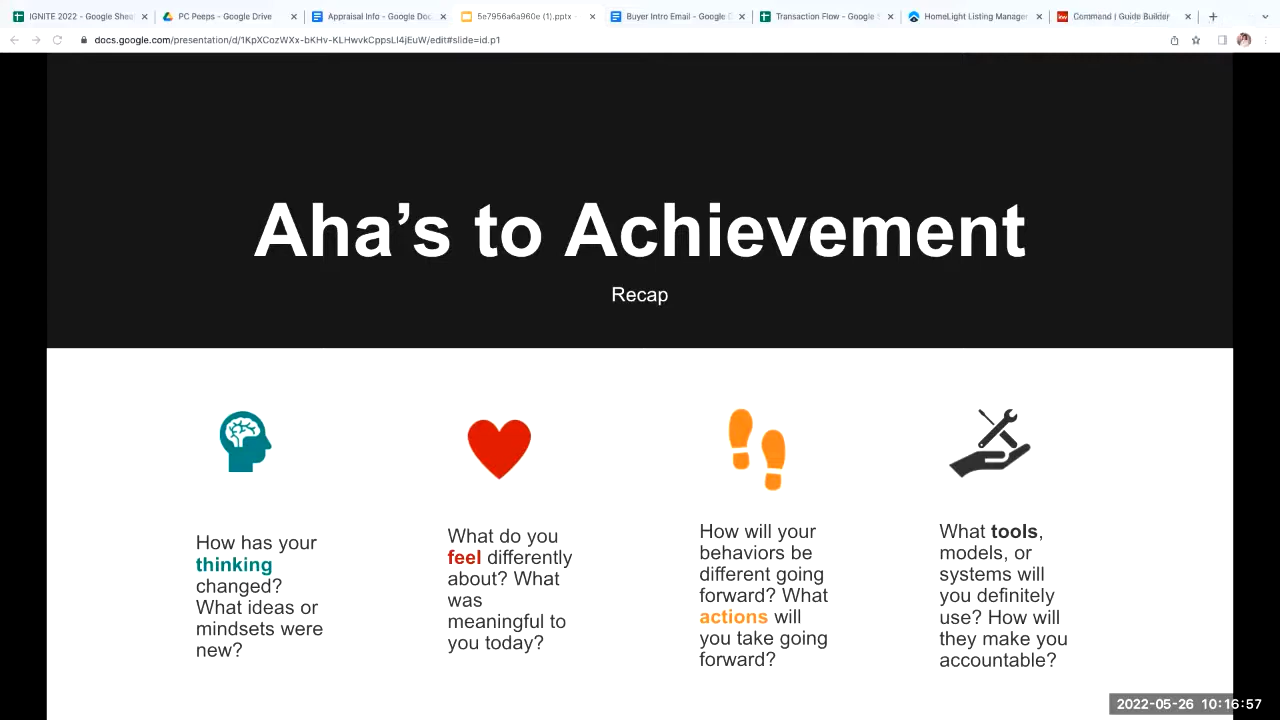 IGNITE 2022 - Google Shee
PC Peeps - Google Drive
Appraisal Info - Google Doc
5e7956a6a960e (1).pptx -
Buyer Intro Email - Google D
Transaction Flow - Google S
HomeLight Listing Manager
kw
Command | Guide Builder
docs.google.com/presentation/d/1KpXCozWXx-bKHv-KLHwvkCppsLl4jEuW/edit#slide=id.p1
Aha’s to Achievement
Recap
How has your
thinking
changed?
What ideas or
mindsets were
new?
What do you
feel differently
about? What
was
meaningful to
you today?
How will your
behaviors be
different going
forward? What
actions will
you take going
forward?
What tools,
models, or
systems will
you definitely
use? How will
they make you
accountable?
2022-05-26 10:16:57